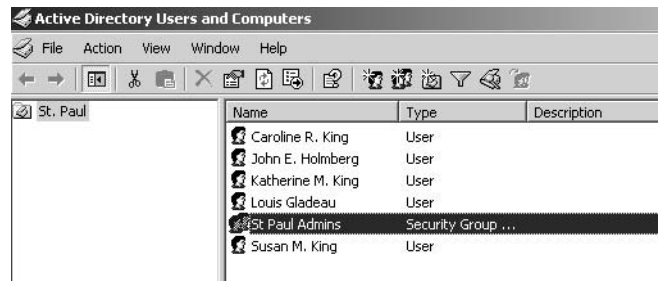 Active Directory Users and Computers
File Action View Window Help
St. Paul
Name Type Description
Caroline R. King User
John E. Holmberg User
Katherine M. King User
Louis Gladeau User
St Paul Admins Security Group ...
Susan M. King User